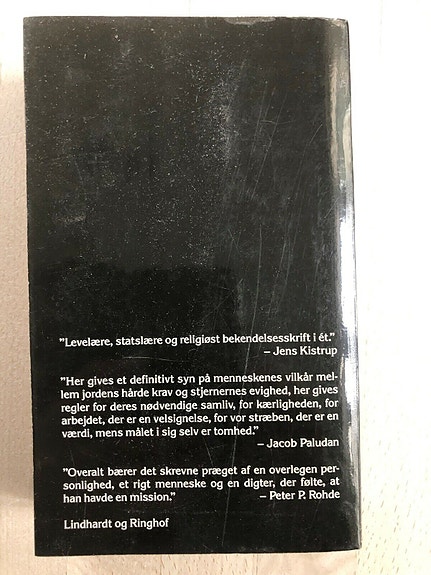 ”Levelære, statslære og religiøst bekendelsesskrift i ét.”
– Jens Kistrup
”Her gives et definitivt syn på menneskenes vilkår mel-
lem jordens hårde krav og stjernernes evighed, her gives
regler for deres nødvendige samliv, for kærligheden, for
arbejdet, der er en velsignelse, for vor stræben, der er en
værdi, mens målet i sig selv er tomhed.”
– Jacob Paludan
”Overalt bærer det skrevne præget af en overlegen per-
sonlighed, et rigt menneske og en digter, der følte, at
han havde en mission.” – Peter P. Rohde
Lindhardt og Ringhof